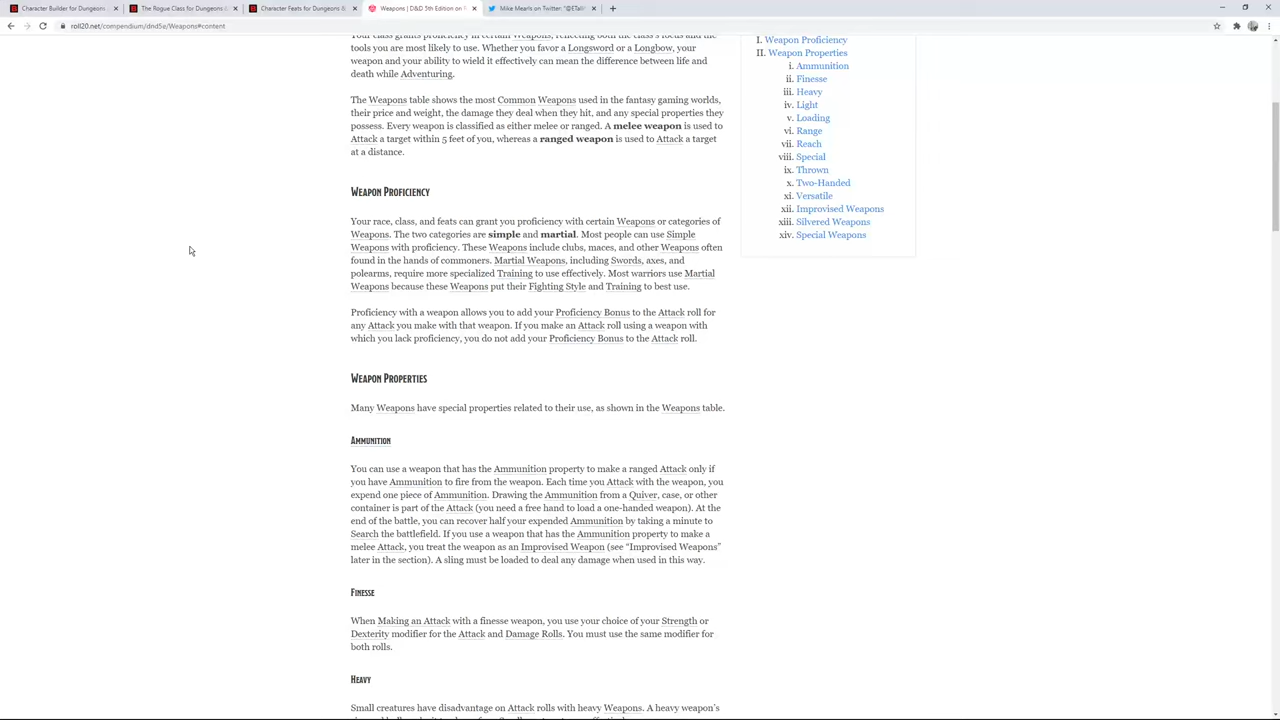 Character Builder for Dungeons
The Rogue Class for Dungeons
Character Feats for Dungeons &
Weapons | D&D 5th Edition on
Mike Mearls on Twitter:
roll20.net/compendium/dnd5e/Weapons#content
tools you are most likely to use. Whether you favor a Longsword or a Longbow, your
weapon and your ability to wield it effectively can mean the difference between life and
death while Adventuring.
The Weapons table shows the most Common Weapons used in the fantasy gaming worlds,
their price and weight, the damage they deal when they hit, and any special properties they
possess. Every weapon is classified as either melee or ranged. A melee weapon is used to
Attack a target within 5 feet of you, whereas a ranged weapon is used to Attack a target
at a distance.
Weapon Proficiency
Your race, class, and feats can grant you proficiency with certain Weapons or categories of
Weapons. The two categories are simple and martial. Most people can use Simple
Weapons with proficiency. These Weapons include clubs, maces, and other Weapons often
found in the hands of commoners. Martial Weapons, including Swords, axes, and
polearms, require more specialized Training to use effectively. Most warriors use Martial
Weapons because these Weapons put their Fighting Style and Training to best use.
Proficiency with a weapon allows you to add your Proficiency Bonus to the Attack roll for
any Attack you make with that weapon. If you make an Attack roll using a weapon with
which you lack proficiency, you do not add your Proficiency Bonus to the Attack roll.
Weapon Properties
Many Weapons have special properties related to their use, as shown in the Weapons table.
Ammunition
You can use a weapon that has the Ammunition property to make a ranged Attack only if
you have Ammunition to fire from the weapon. Each time you Attack with the weapon, you
expend one piece of Ammunition. Drawing the Ammunition from a Quiver, case, or other
container is part of the Attack (you need a free hand to load a one-handed weapon). At the
end of the battle, you can recover half your expended Ammunition by taking a minute to
Search the battlefield. If you use a weapon that has the Ammunition property to make a
melee Attack, you treat the weapon as an Improvised Weapon (see “Improvised Weapons”
later in the section). A sling must be loaded to deal any damage when used in this way.
Finesse
When Making an Attack with a finesse weapon, you use your choice of your Strength or
Dexterity modifier for the Attack and Damage Rolls. You must use the same modifier for
both rolls.
Heavy
Small creatures have disadvantage on Attack rolls with heavy Weapons. A heavy weapon’s
I. Weapon Proficiency
II. Weapon Properties
i. Ammunition
ii. Finesse
iii. Heavy
iv. Light
v. Loading
vi. Range
vii. Reach
viii. Special
ix. Thrown
x. Two-Handed
xi. Versatile
xii. Improvised Weapons
xiii. Silvered Weapons
xiv. Special Weapons